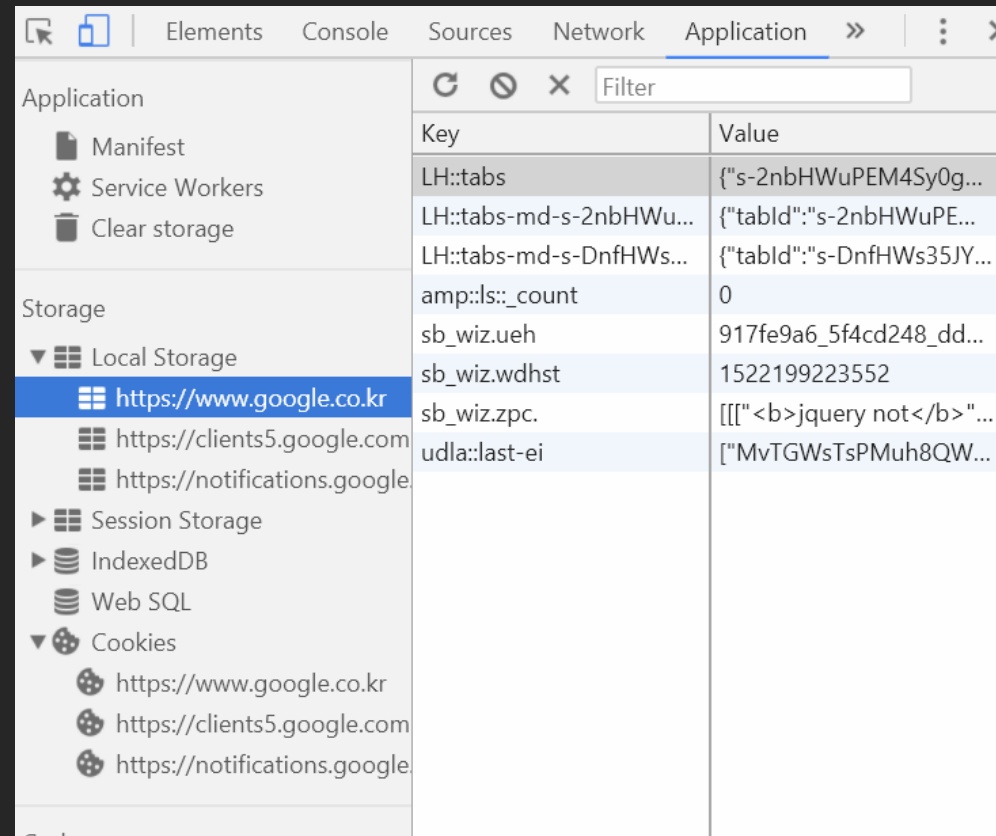 Elements Console Sources Network Application »
Application
Manifest
Service Workers
Clear storage
Storage
Local Storage
https://www.google.co.kr
https://clients5.google.com
https://notifications.google.
Session Storage
IndexedDB
Web SQL
Cookies
https://www.google.co.kr
https://clients5.google.com
https://notifications.google.
Filter
Key Value
LH::tabs {"s-2nbHWuPEM4Sy0g...
LH::tabs-md-s-2nbHWu... {"tabId":"s-2nbHWuPE...
LH::tabs-md-s-DnfHWs... {"tabId":"s-DnfHWs35JY...
amp::ls::_count 0
sb_wiz.ueh 917fe9a6_5f4cd248_dd...
sb_wiz.wdhst 1522199223552
sb_wiz.zpc. [[["<b>jquery not</b>"...
udla::last-ei ["MvTGWsTsPMuh8QW...